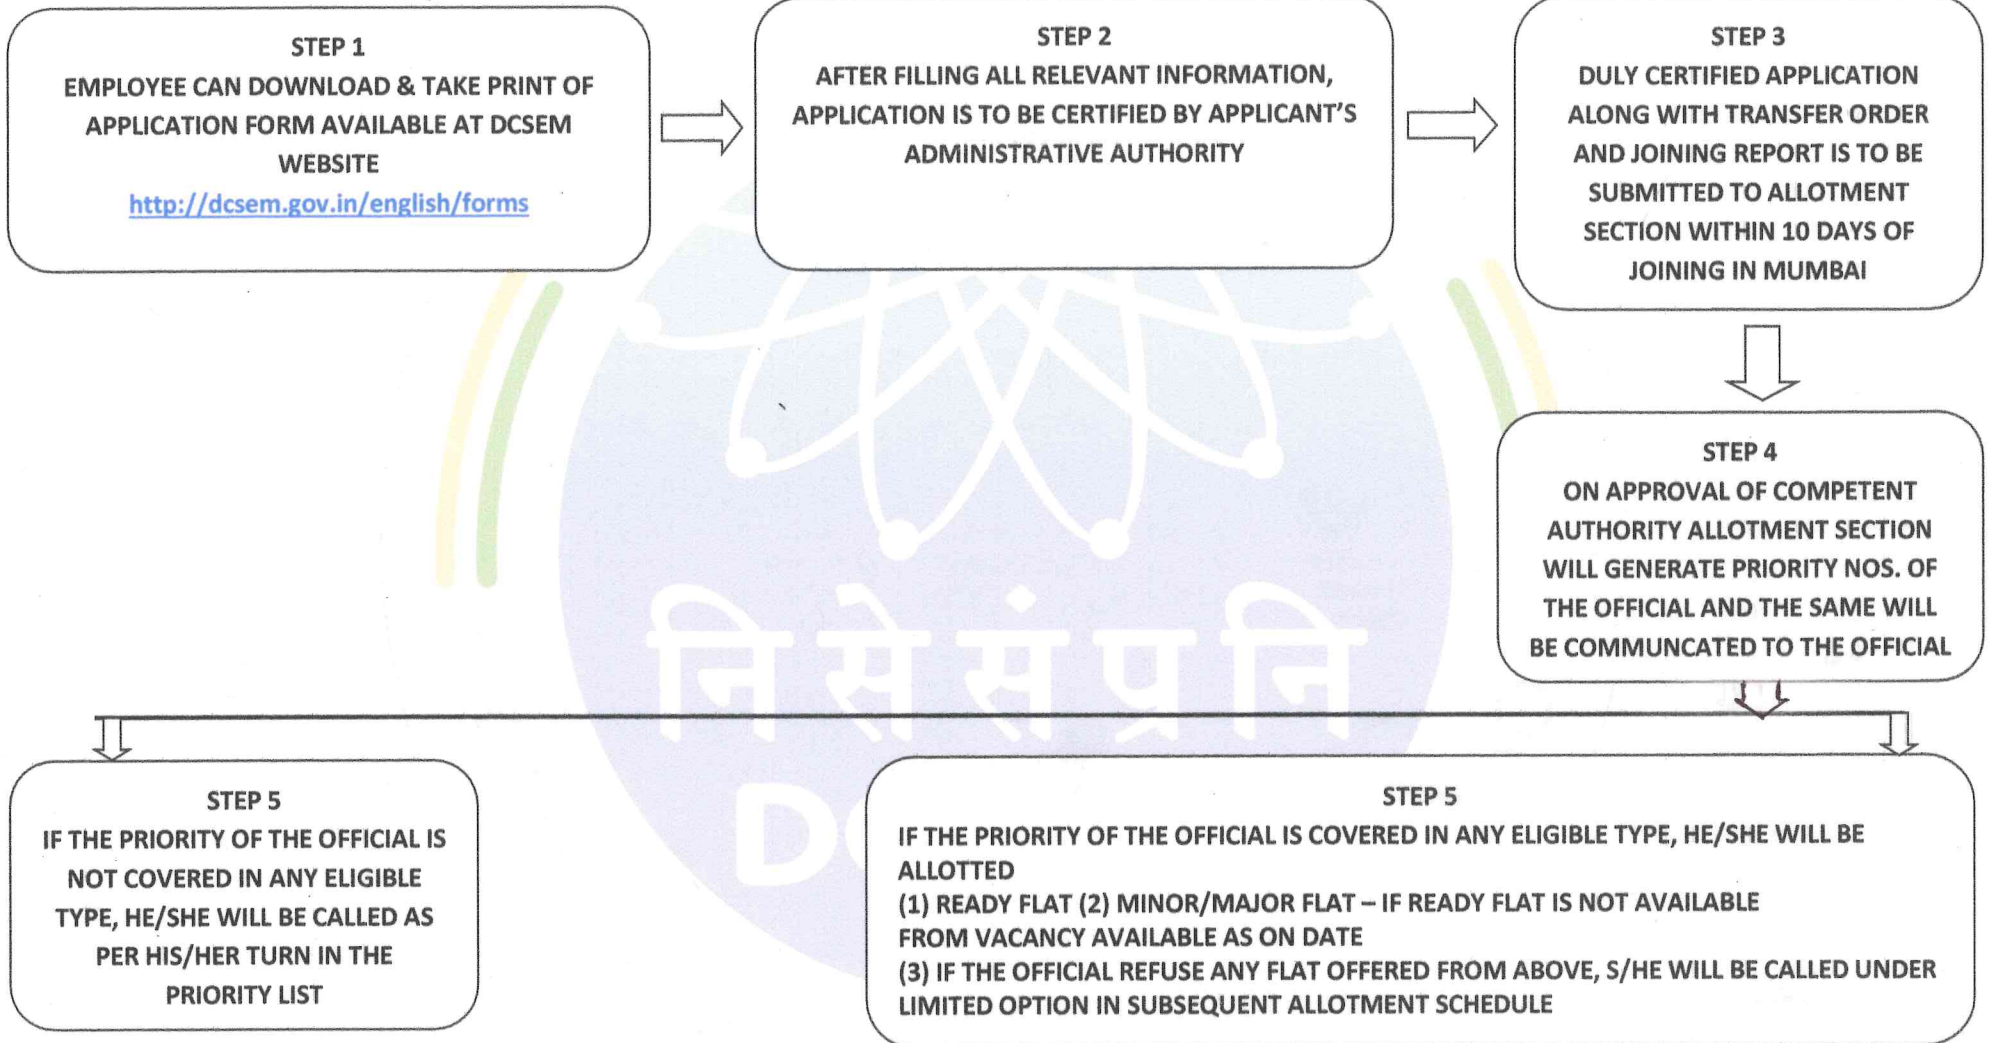 STEP 1
EMPLOYEE CAN DOWNLOAD & TAKE PRINT OF
APPLICATION FORM AVAILABLE AT DCSEM
WEBSITE
http://dcsem.gov.in/english/forms
STEP 2
AFTER FILLING ALL RELEVANT INFORMATION,
APPLICATION IS TO BE CERTIFIED BY APPLICANT'S
ADMINISTRATIVE AUTHORITY
STEP 3
DULY CERTIFIED APPLICATION
ALONG WITH TRANSFER ORDER
AND JOINING REPORT IS TO BE
SUBMITTED TO ALLOTMENT
SECTION WITHIN 10 DAYS OF
JOINING IN MUMBAI
STEP 4
ON APPROVAL OF COMPETENT
AUTHORITY ALLOTMENT SECTION
WILL GENERATE PRIORITY NOS. OF
THE OFFICIAL AND THE SAME WILL
BE COMMUNCATED TO THE OFFICIAL
निसेसंप्रनि
STEP 5
IF THE PRIORITY OF THE OFFICIAL IS
NOT COVERED IN ANY ELIGIBLE
TYPE, HE/SHE WILL BE CALLED AS
PER HIS/HER TURN IN THE
PRIORITY LIST
STEP 5
IF THE PRIORITY OF THE OFFICIAL IS COVERED IN ANY ELIGIBLE TYPE, HE/SHE WILL BE
ALLOTTED
(1) READY FLAT (2) MINOR/MAJOR FLAT – IF READY FLAT IS NOT AVAILABLE
FROM VACANCY AVAILABLE AS ON DATE
(3) IF THE OFFICIAL REFUSE ANY FLAT OFFERED FROM ABOVE, S/HE WILL BE CALLED UNDER
LIMITED OPTION IN SUBSEQUENT ALLOTMENT SCHEDULE